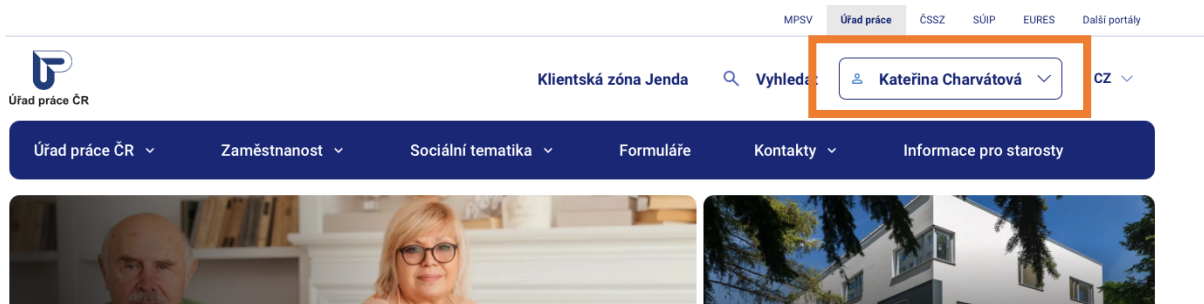 MPSV Úřad práce ČSSZ SÚIP EURES Další portály
Úřad práce ČR
Klientská zóna Jenda Vyhledat Kateřina Charvátová CZ
Úřad práce ČR Zaměstnanost Sociální tematika Formuláře Kontakty Informace pro starosty